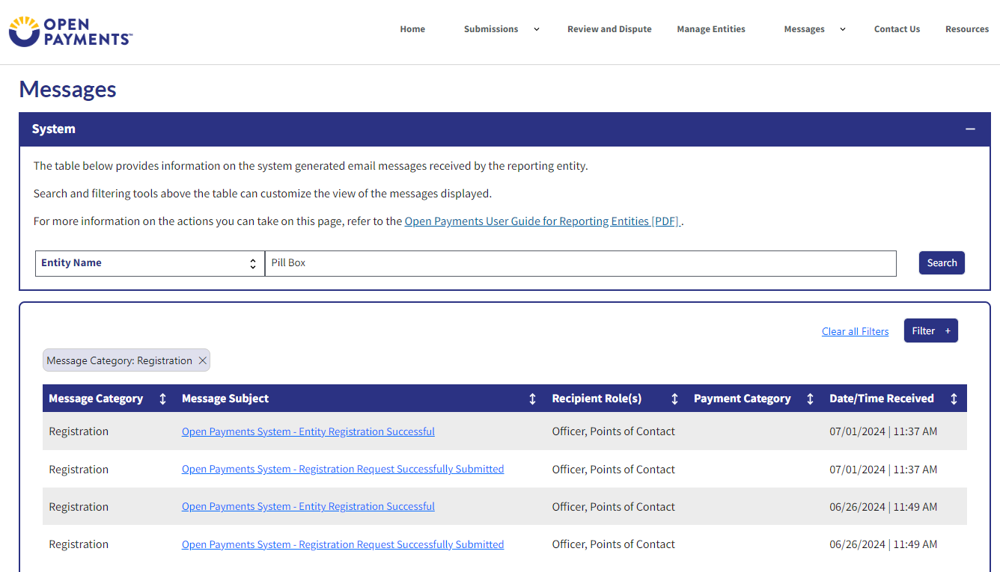 OPEN
PAYMENTS™
Home Submissions Review and Dispute Manage Entities Messages Contact Us Resources
Messages
System
The table below provides information on the system generated email messages received by the reporting entity.
Search and filtering tools above the table can customize the view of the messages displayed.
For more information on the actions you can take on this page, refer to the Open Payments User Guide for Reporting Entities [PDF] .
Entity Name Pill Box Search
Clear all Filters Filter +
Message Category: Registration
Message Category Message Subject Recipient Role(s) Payment Category Date/Time Received
Registration Open Payments System - Entity Registration Successful Officer, Points of Contact 07/01/2024 | 11:37 AM
Registration Open Payments System - Registration Request Successfully Submitted Officer, Points of Contact 07/01/2024 | 11:37 AM
Registration Open Payments System - Entity Registration Successful Officer, Points of Contact 06/26/2024 | 11:49 AM
Registration Open Payments System - Registration Request Successfully Submitted Officer, Points of Contact 06/26/2024 | 11:49 AM